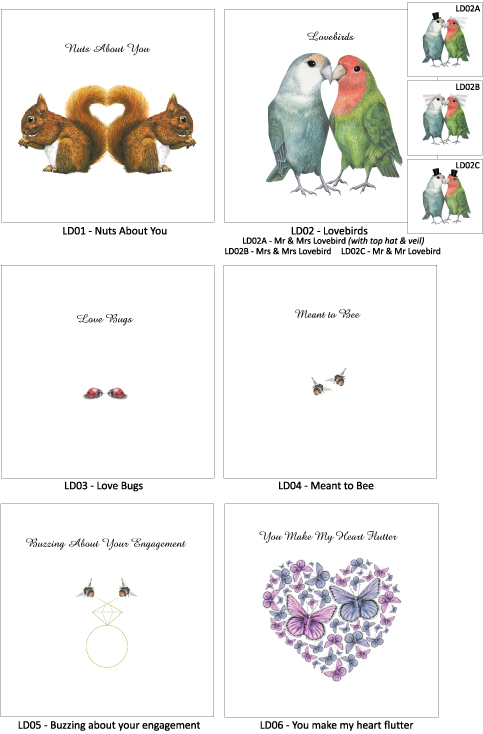 Nuts About You
LD01 - Nuts About You
Lovebirds
LD02A
LD02B
LD02C
LD02 - Lovebirds
LD02A - Mr & Mrs Lovebird (with top hat & veil)
LD02B - Mrs & Mrs Lovebird LD02C - Mr & Mr Lovebird
Love Bugs
LD03 - Love Bugs
Meant to Bee
LD04 - Meant to Bee
Buzzing About Your Engagement
LD05 - Buzzing about your engagement
You Make My Heart Flutter
LD06 - You make my heart flutter